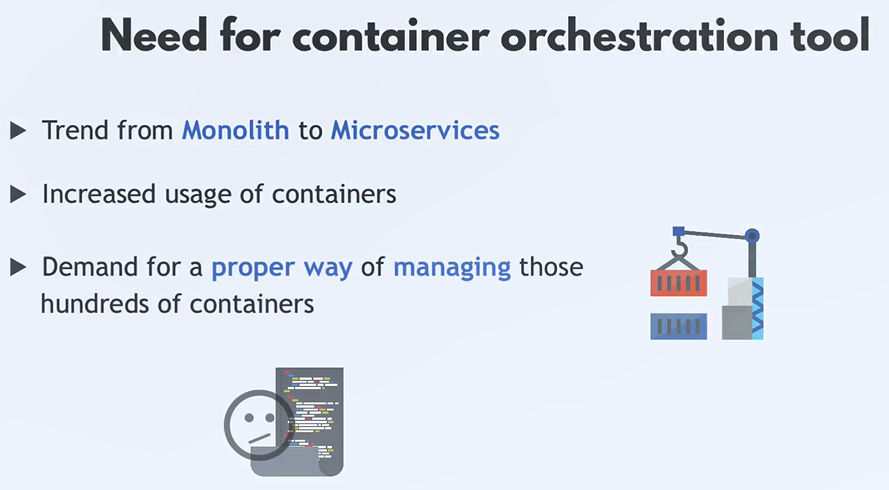 Need for container orchestration tool
Trend from Monolith to Microservices
Increased usage of containers
Demand for a proper way of managing those
hundreds of containers